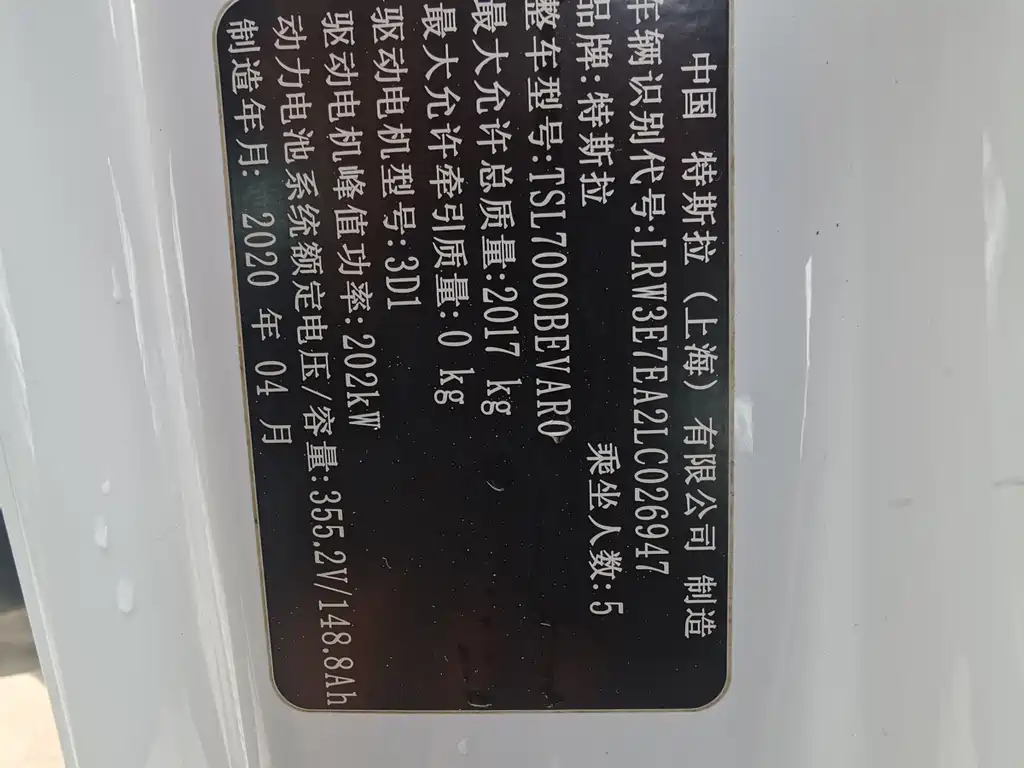 中国 特斯拉（上海）有限公司 制造
车辆识别代号:LRW3E7EA2LC026947
品牌:特斯拉 乘坐人数:5
整车型号:TSL7000BEVAR0
最大允许总质量:2017 kg
最大允许牵引质量:0 kg
驱动电机型号:3D1
驱动电机峰值功率:202kW
动力电池系统额定电压/容量:355.2V/148.8Ah
制造年月: 2020 年 04 月